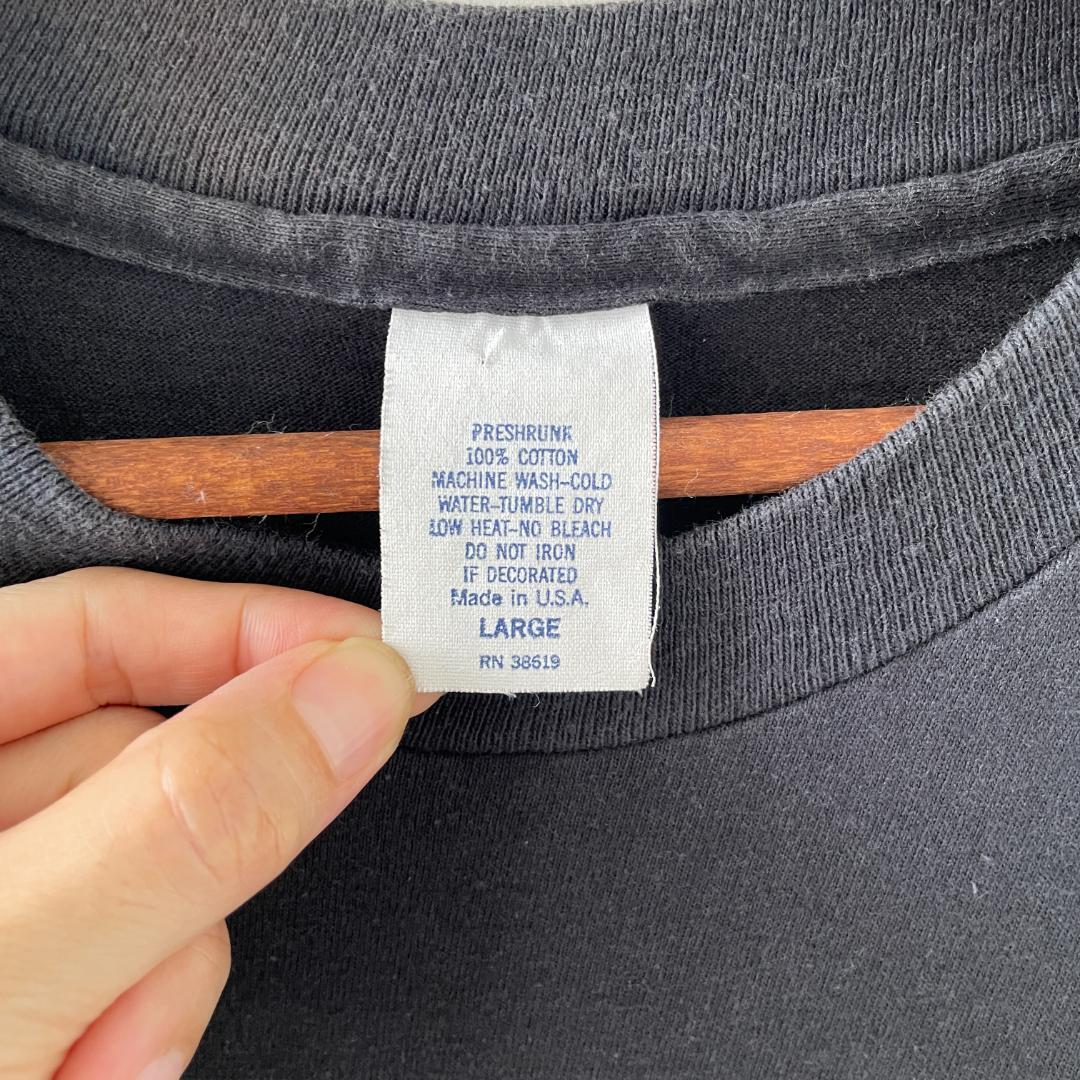 PRESHRUNK
100% COTTON
MACHINE WASH-COLD
WATER-TUMBLE DRY
LOW HEAT-NO BLEACH
DO NOT IRON
IF DECORATED
Made in U.S.A.
LARGE
RN 38619